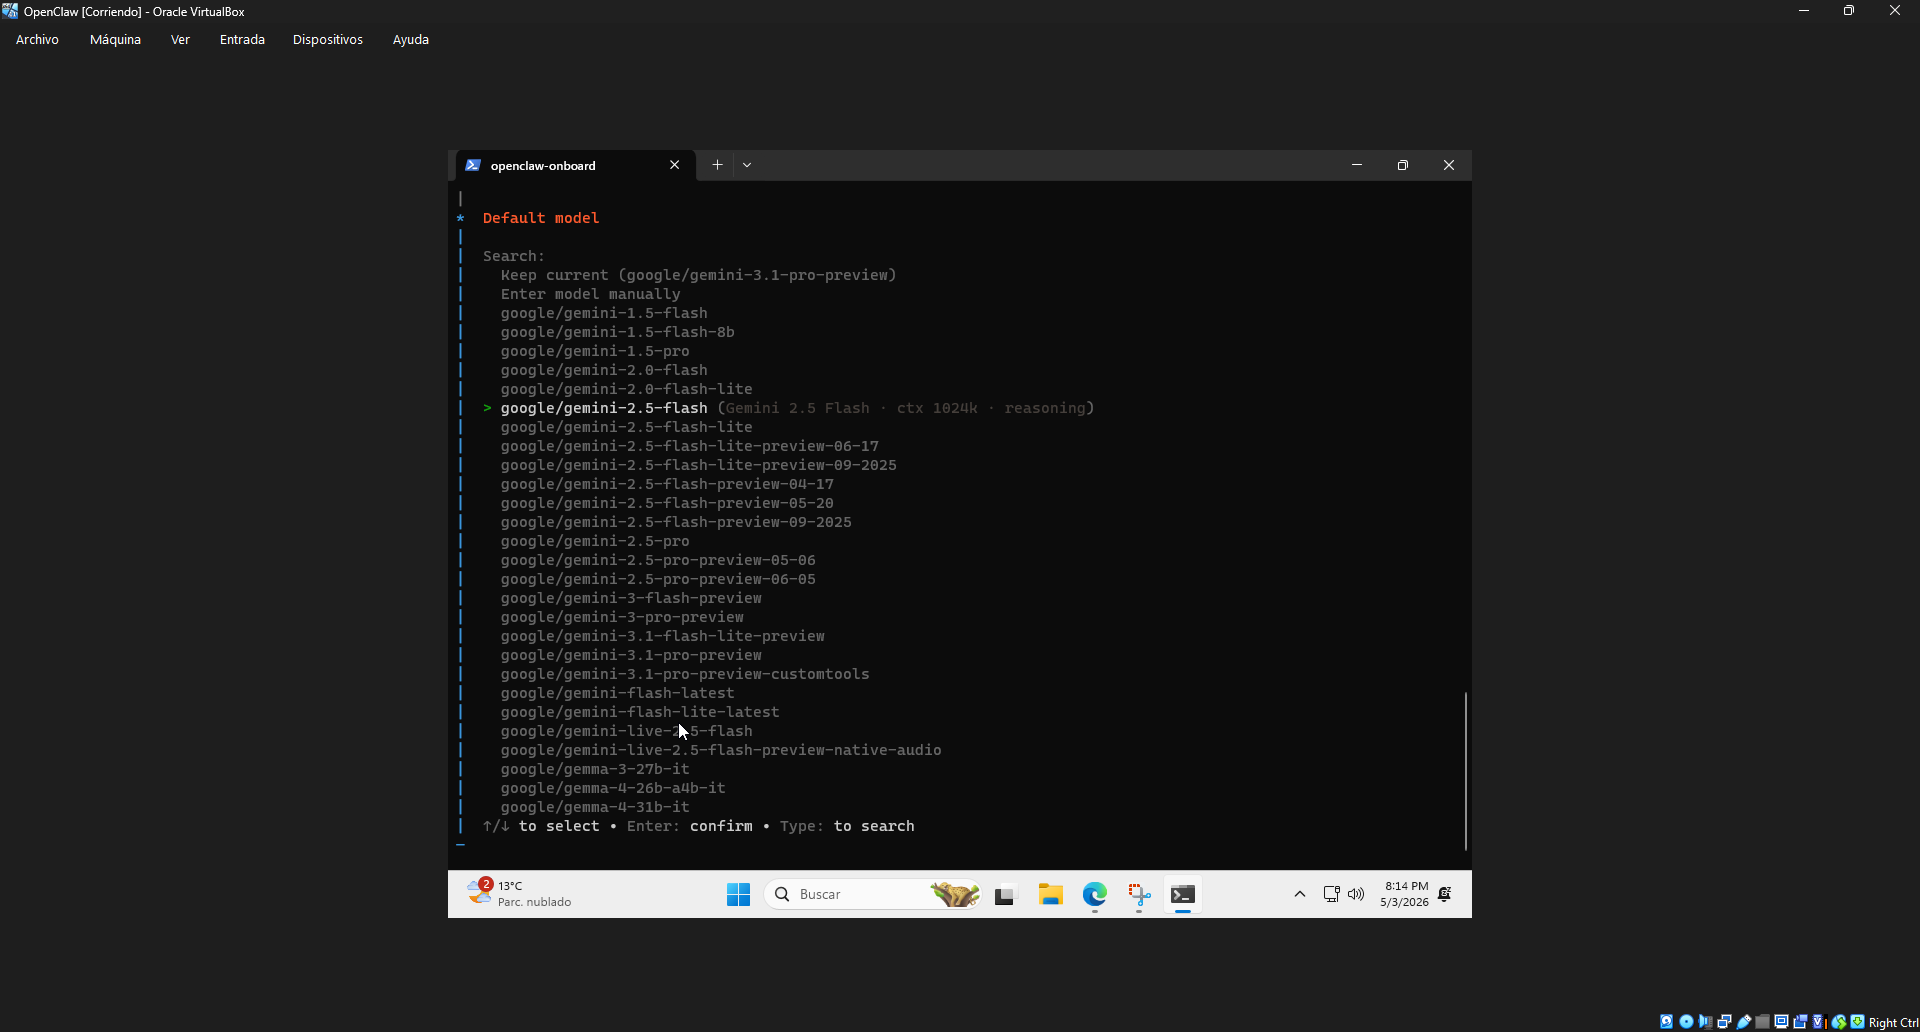 OpenClaw [Corriendo] - Oracle VirtualBox
Archivo Máquina Ver Entrada Dispositivos Ayuda
openclaw-onboard
* Default model
Search:
Keep current (google/gemini-3.1-pro-preview)
Enter model manually
google/gemini-1.5-flash
google/gemini-1.5-flash-8b
google/gemini-1.5-pro
google/gemini-2.0-flash
google/gemini-2.0-flash-lite
> google/gemini-2.5-flash (Gemini 2.5 Flash · ctx 1024k · reasoning)
google/gemini-2.5-flash-lite
google/gemini-2.5-flash-lite-preview-06-17
google/gemini-2.5-flash-lite-preview-09-2025
google/gemini-2.5-flash-preview-04-17
google/gemini-2.5-flash-preview-05-20
google/gemini-2.5-flash-preview-09-2025
google/gemini-2.5-pro
google/gemini-2.5-pro-preview-05-06
google/gemini-2.5-pro-preview-06-05
google/gemini-3-flash-preview
google/gemini-3-pro-preview
google/gemini-3.1-flash-lite-preview
google/gemini-3.1-pro-preview
google/gemini-3.1-pro-preview-customtools
google/gemini-flash-latest
google/gemini-flash-lite-latest
google/gemini-live-2.5-flash
google/gemini-live-2.5-flash-preview-native-audio
google/gemma-3-27b-it
google/gemma-4-26b-a4b-it
google/gemma-4-31b-it
↑/↓ to select • Enter: confirm • Type: to search
2
13°C
Parc. nublado
Buscar
8:14 PM
5/3/2026
Right Ctrl